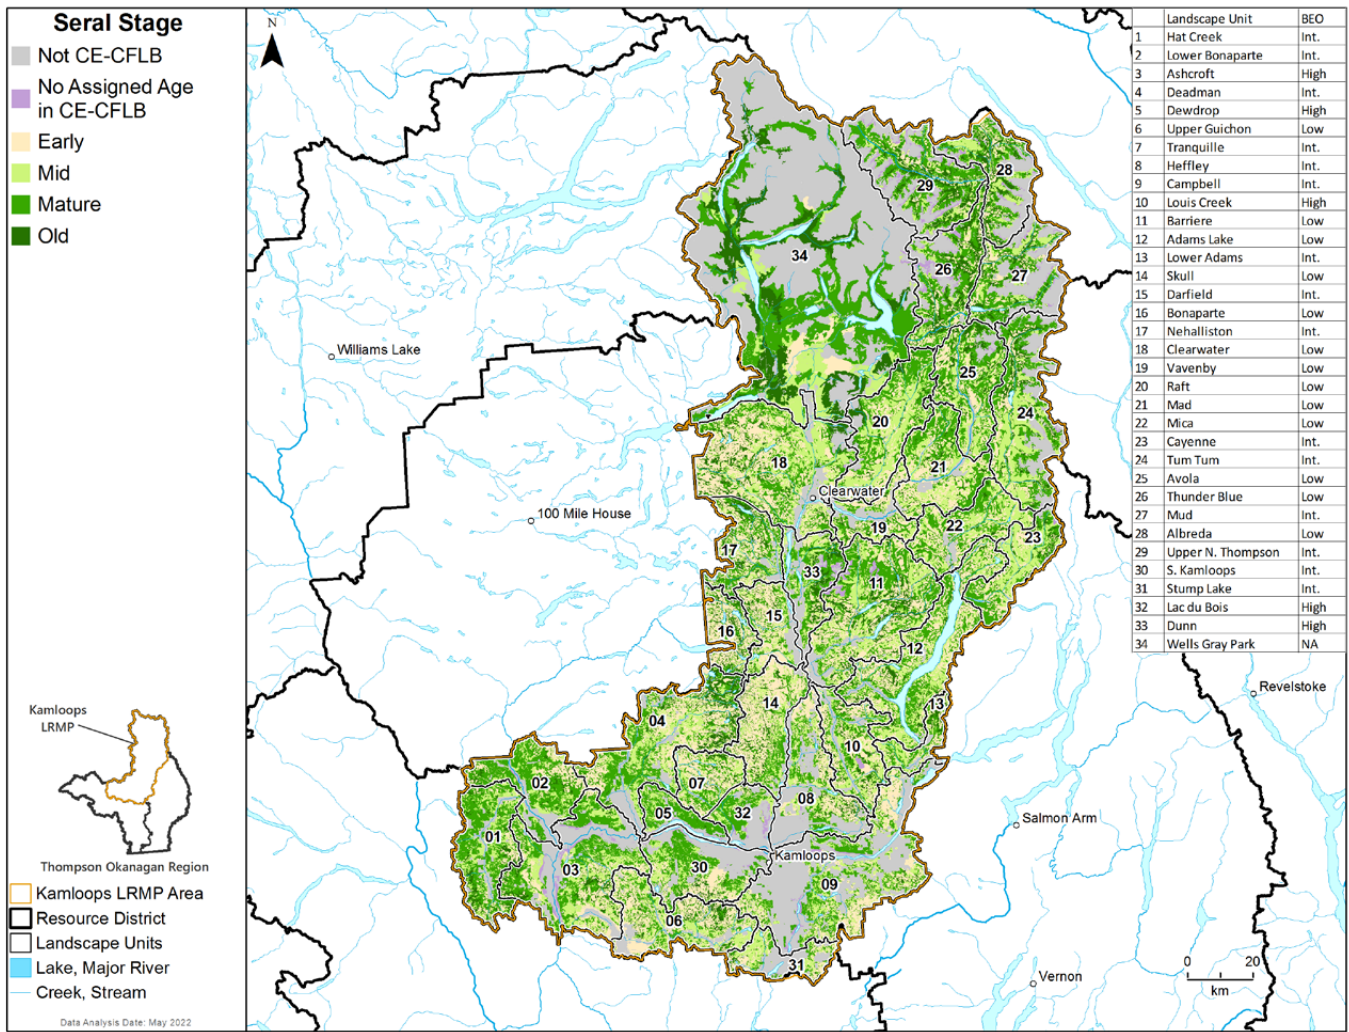 Seral Stage
Not CE-CFLB
No Assigned Age
in CE-CFLB
Early
Mid
Mature
Old
Kamloops
LRMP
Thompson Okanagan Region
Kamloops LRMP Area
Resource District
Landscape Units
Lake, Major River
Creek, Stream
Data Analysis Date: May 2022
N
28
29
34
26
27
25
24
20
18
21
Clearwater
19
22
23
17
33
11
15
16
12
14
13
04
10
02
07
08
05
32
01
Kamloops
03
30
09
06
31
Williams Lake
100 Mile House
Revelstoke
Salmon Arm
Vernon
0 20
km
Landscape Unit BEO
1 Hat Creek Int.
2 Lower Bonaparte Int.
3 Ashcroft High
4 Deadman Int.
5 Dewdrop High
6 Upper Guichon Low
7 Tranquille Int.
8 Heffley Int.
9 Campbell Int.
10 Louis Creek High
11 Barriere Low
12 Adams Lake Low
13 Lower Adams Int.
14 Skull Low
15 Darfield Int.
16 Bonaparte Low
17 Nehalliston Int.
18 Clearwater Low
19 Vavenby Low
20 Raft Low
21 Mad Low
22 Mica Low
23 Cayenne Int.
24 Tum Tum Int.
25 Avola Low
26 Thunder Blue Low
27 Mud Int.
28 Albreda Low
29 Upper N. Thompson Int.
30 S. Kamloops Int.
31 Stump Lake Int.
32 Lac du Bois High
33 Dunn High
34 Wells Gray Park NA